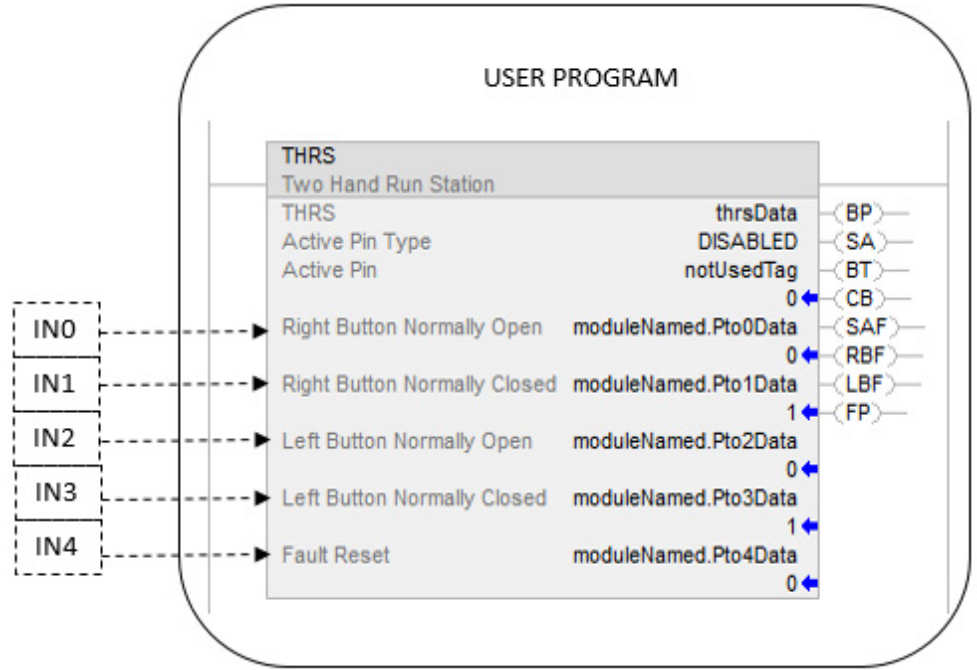 USER PROGRAM
THRS
Two Hand Run Station
THRS thrsData (BP)
Active Pin Type DISABLED (SA)
Active Pin notUsedTag (BT)
0 (CB)
IN0 Right Button Normally Open moduleNamed.Pto0Data (SAF)
0 (RBF)
IN1 Right Button Normally Closed moduleNamed.Pto1Data (LBF)
1 (FP)
IN2 Left Button Normally Open moduleNamed.Pto2Data
0
IN3 Left Button Normally Closed moduleNamed.Pto3Data
1
IN4 Fault Reset moduleNamed.Pto4Data
0